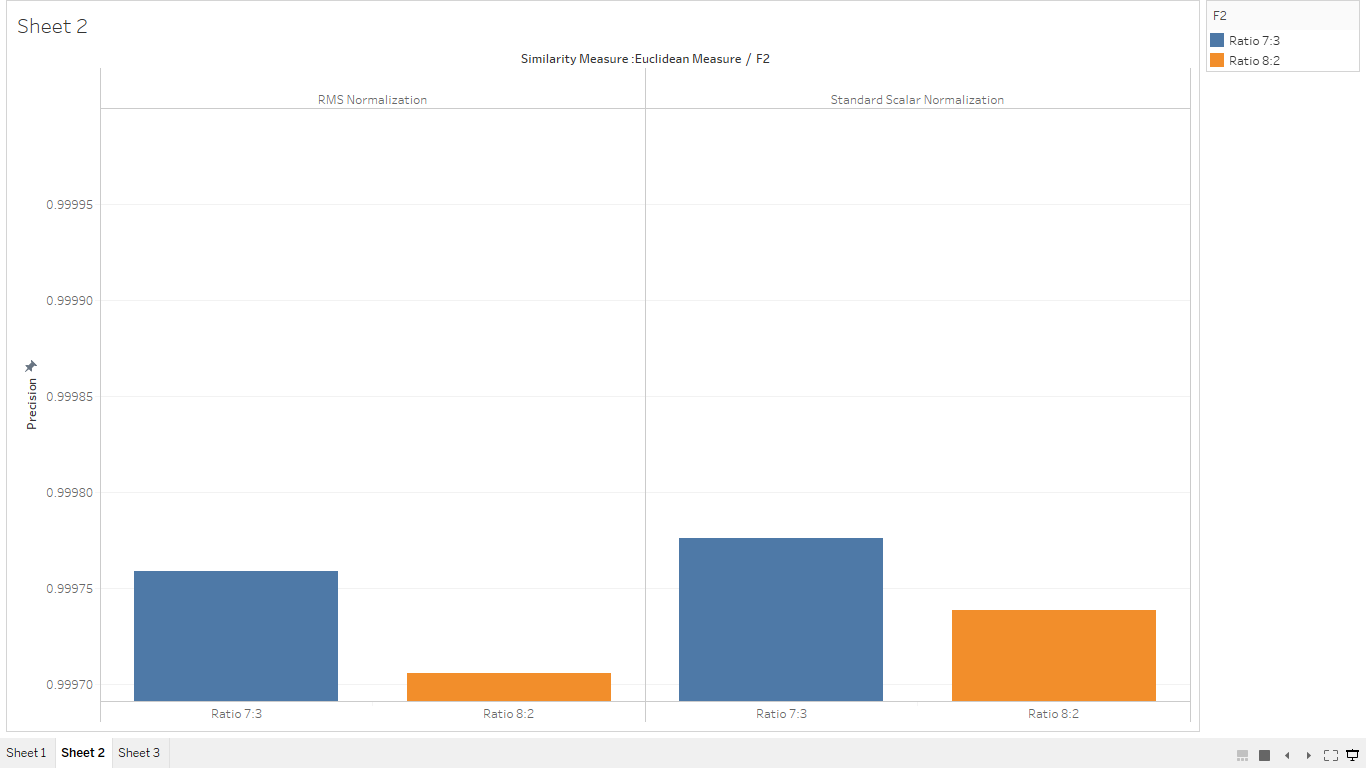 Sheet 2
Similarity Measure :Euclidean Measure / F2
RMS Normalization
Standard Scalar Normalization
0.99995
0.99990
0.99985
0.99980
0.99975
0.99970
Precision
Ratio 7:3
Ratio 8:2
Ratio 7:3
Ratio 8:2
F2
Ratio 7:3
Ratio 8:2
Sheet 1
Sheet 2
Sheet 3